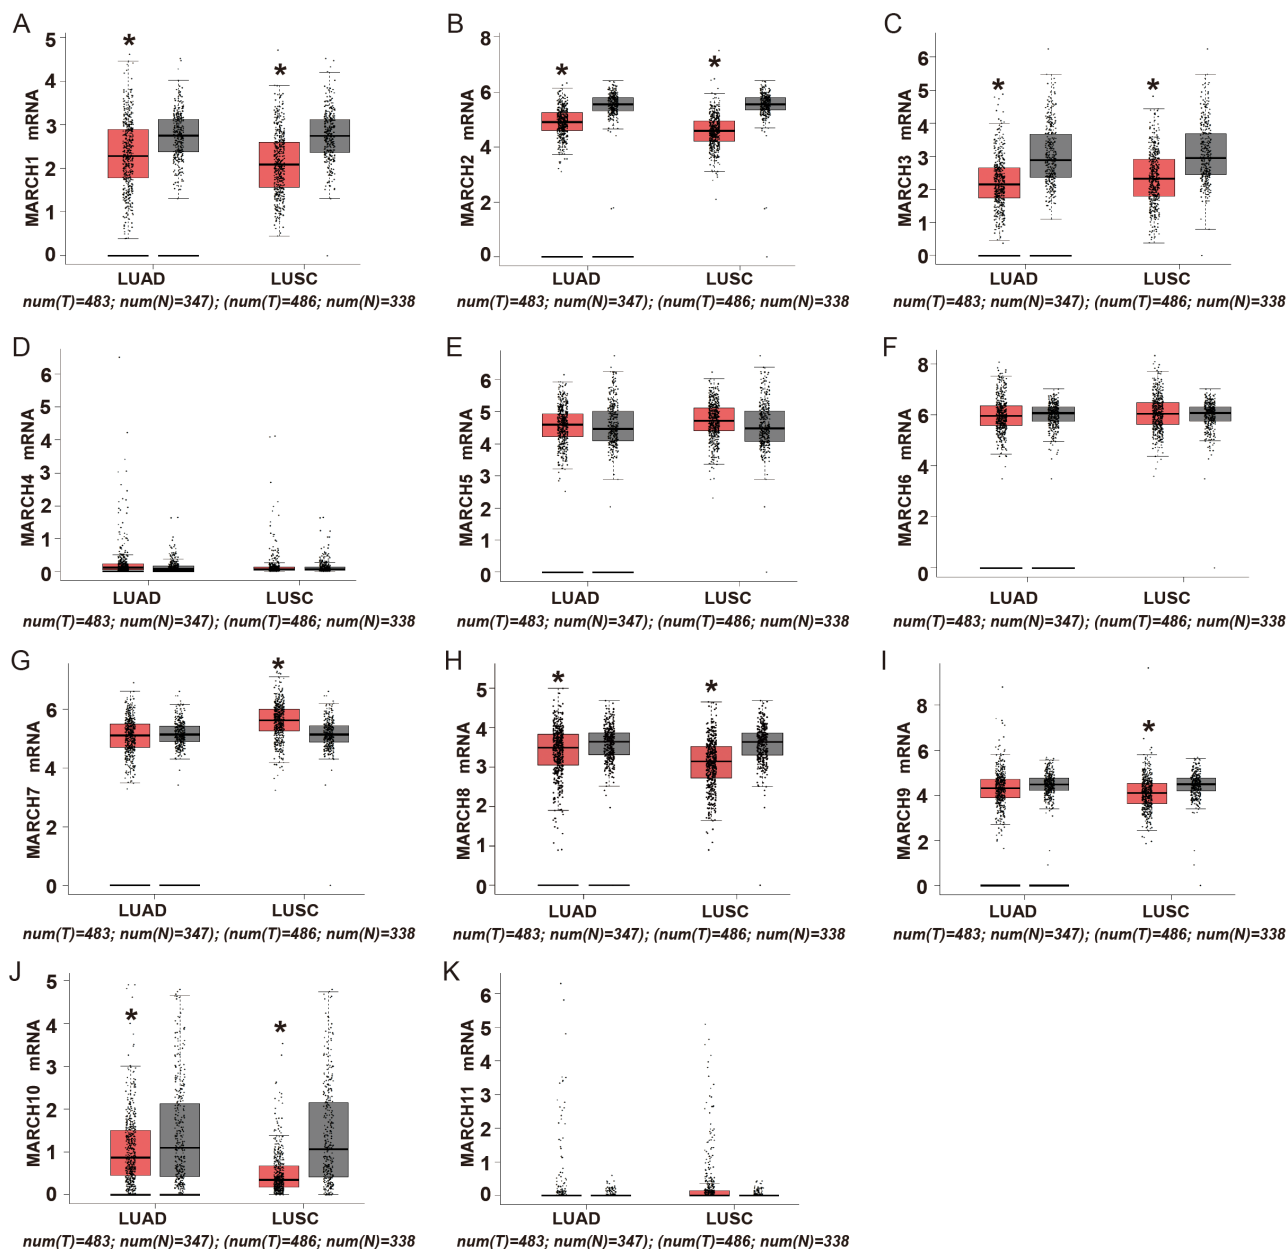 A
MARCH1 mRNA
5
4
3
2
1
0
*
*
LUAD LUSC
num(T)=483; num(N)=347); (num(T)=486; num(N)=338
B
MARCH2 mRNA
8
6
4
2
0
*
*
LUAD LUSC
num(T)=483; num(N)=347); (num(T)=486; num(N)=338
C
MARCH3 mRNA
6
5
4
3
2
1
0
*
*
LUAD LUSC
num(T)=483; num(N)=347); (num(T)=486; num(N)=338
D
MARCH4 mRNA
6
5
4
3
2
1
0
LUAD LUSC
num(T)=483; num(N)=347); (num(T)=486; num(N)=338
E
MARCH5 mRNA
6
5
4
3
2
1
0
LUAD LUSC
num(T)=483; num(N)=347); (num(T)=486; num(N)=338
F
MARCH6 mRNA
8
6
4
2
0
LUAD LUSC
num(T)=483; num(N)=347); (num(T)=486; num(N)=338
G
MARCH7 mRNA
6
4
2
0
*
LUAD LUSC
num(T)=483; num(N)=347); (num(T)=486; num(N)=338
H
MARCH8 mRNA
5
4
3
2
1
0
*
*
LUAD LUSC
num(T)=483; num(N)=347); (num(T)=486; num(N)=338
I
MARCH9 mRNA
8
6
4
2
0
*
LUAD LUSC
num(T)=483; num(N)=347); (num(T)=486; num(N)=338
J
MARCH10 mRNA
5
4
3
2
1
0
*
*
LUAD LUSC
num(T)=483; num(N)=347); (num(T)=486; num(N)=338
K
MARCH11 mRNA
6
5
4
3
2
1
0
LUAD LUSC
num(T)=483; num(N)=347); (num(T)=486; num(N)=338